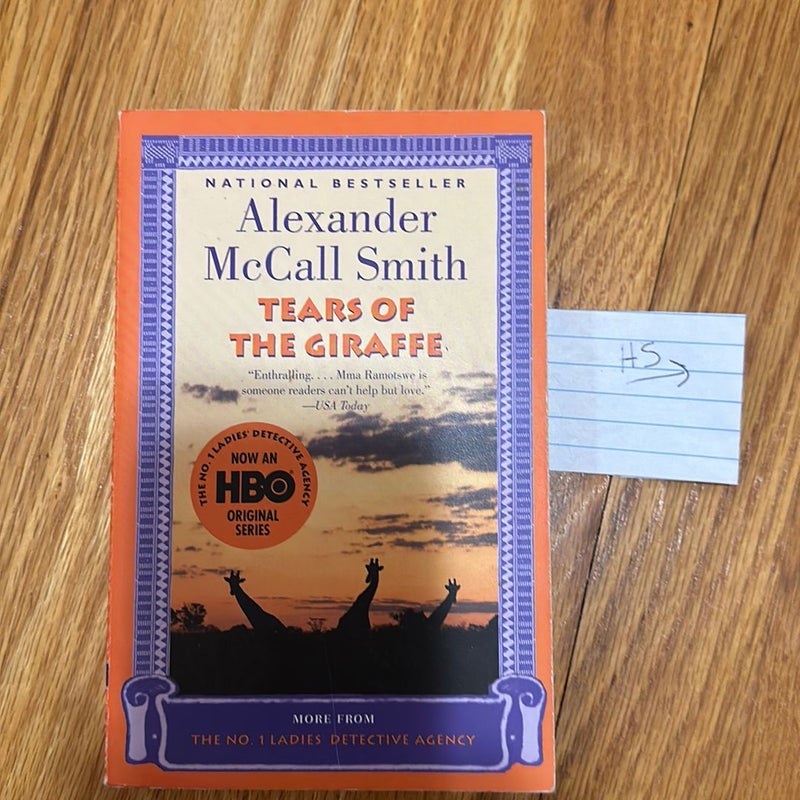 NATIONAL BESTSELLER
Alexander
McCall Smith
TEARS OF
THE GIRAFFE
“Enthralling. . . . Mma Ramotswe is
someone readers can’t help but love.”
—USA Today
THE NO. 1 LADIES’ DETECTIVE AGENCY
NOW AN
HBO®
ORIGINAL
SERIES
MORE FROM
THE NO. 1 LADIES DETECTIVE AGENCY
HS